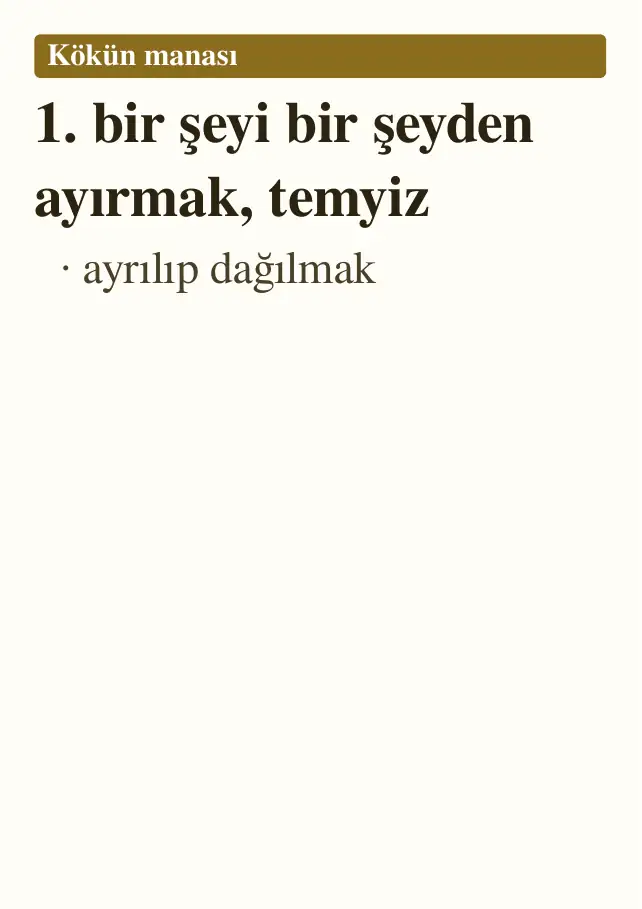 Kökün manası
1. bir şeyi bir şeyden
ayırmak, temyiz
· ayrılıp dağılmak